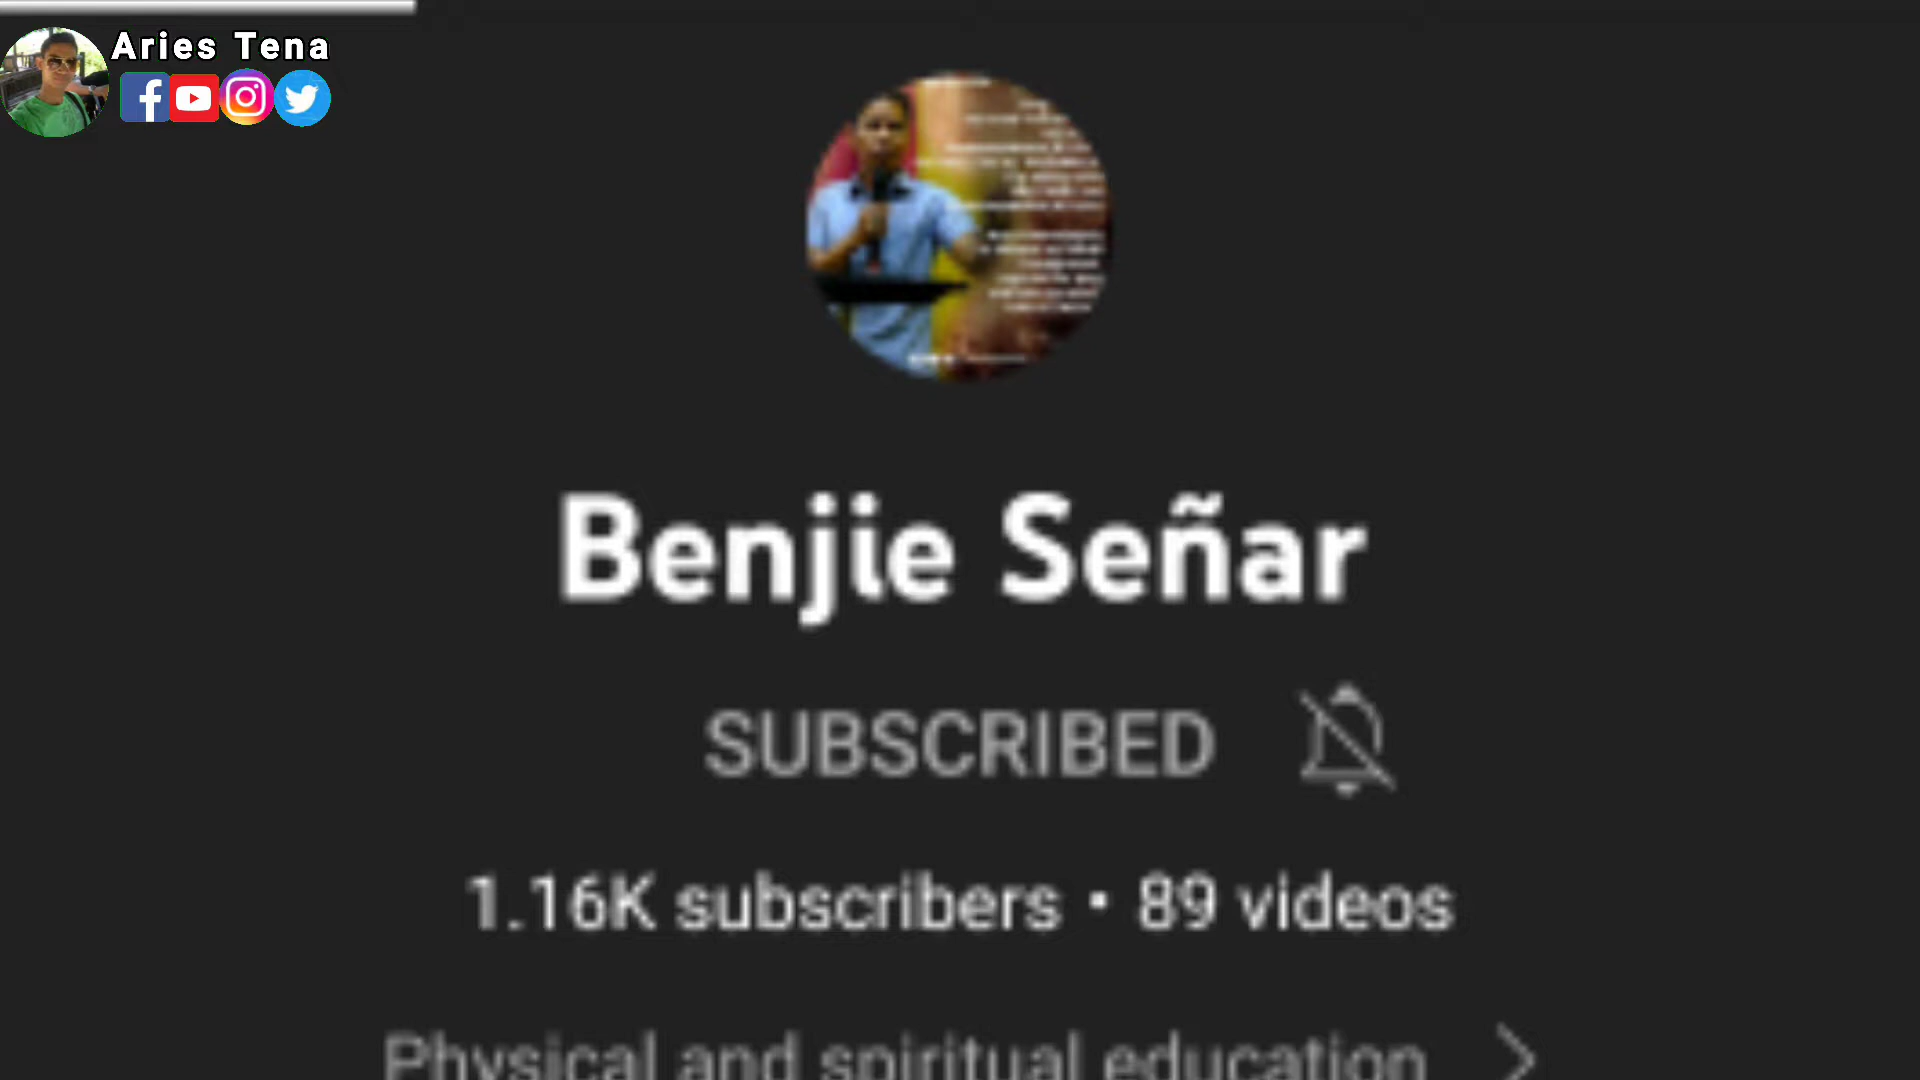 Aries Tena
Benjie Señar
SUBSCRIBED
1.16K subscribers • 89 videos
Physical and spiritual education